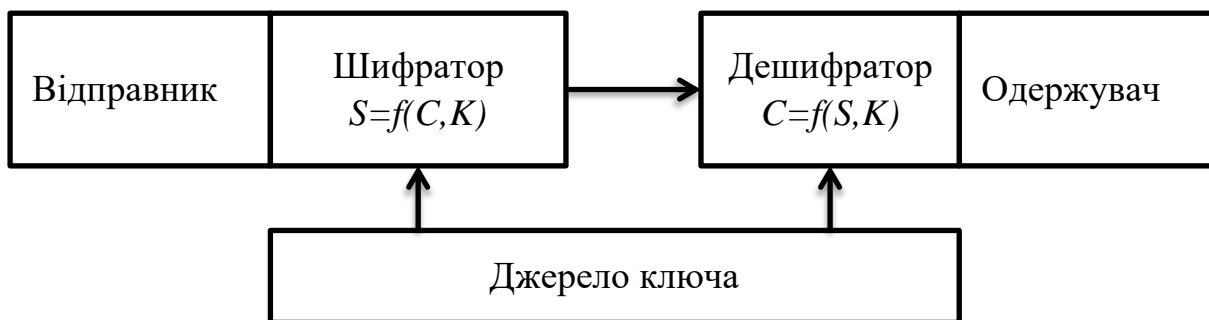 Відправник
Шифратор
S=f(C,K)
Дешифратор
C=f(S,K)
Одержувач
Джерело ключа